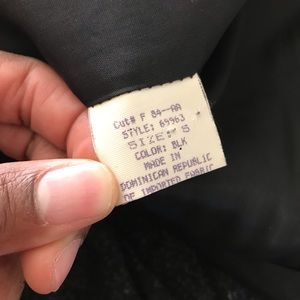 Cut# F 84--AA
STYLE: 69963
SIZE: S
COLOR: BLK
MADE IN
DOMINICAN REPUBLIC
OF IMPORTED FABRIC